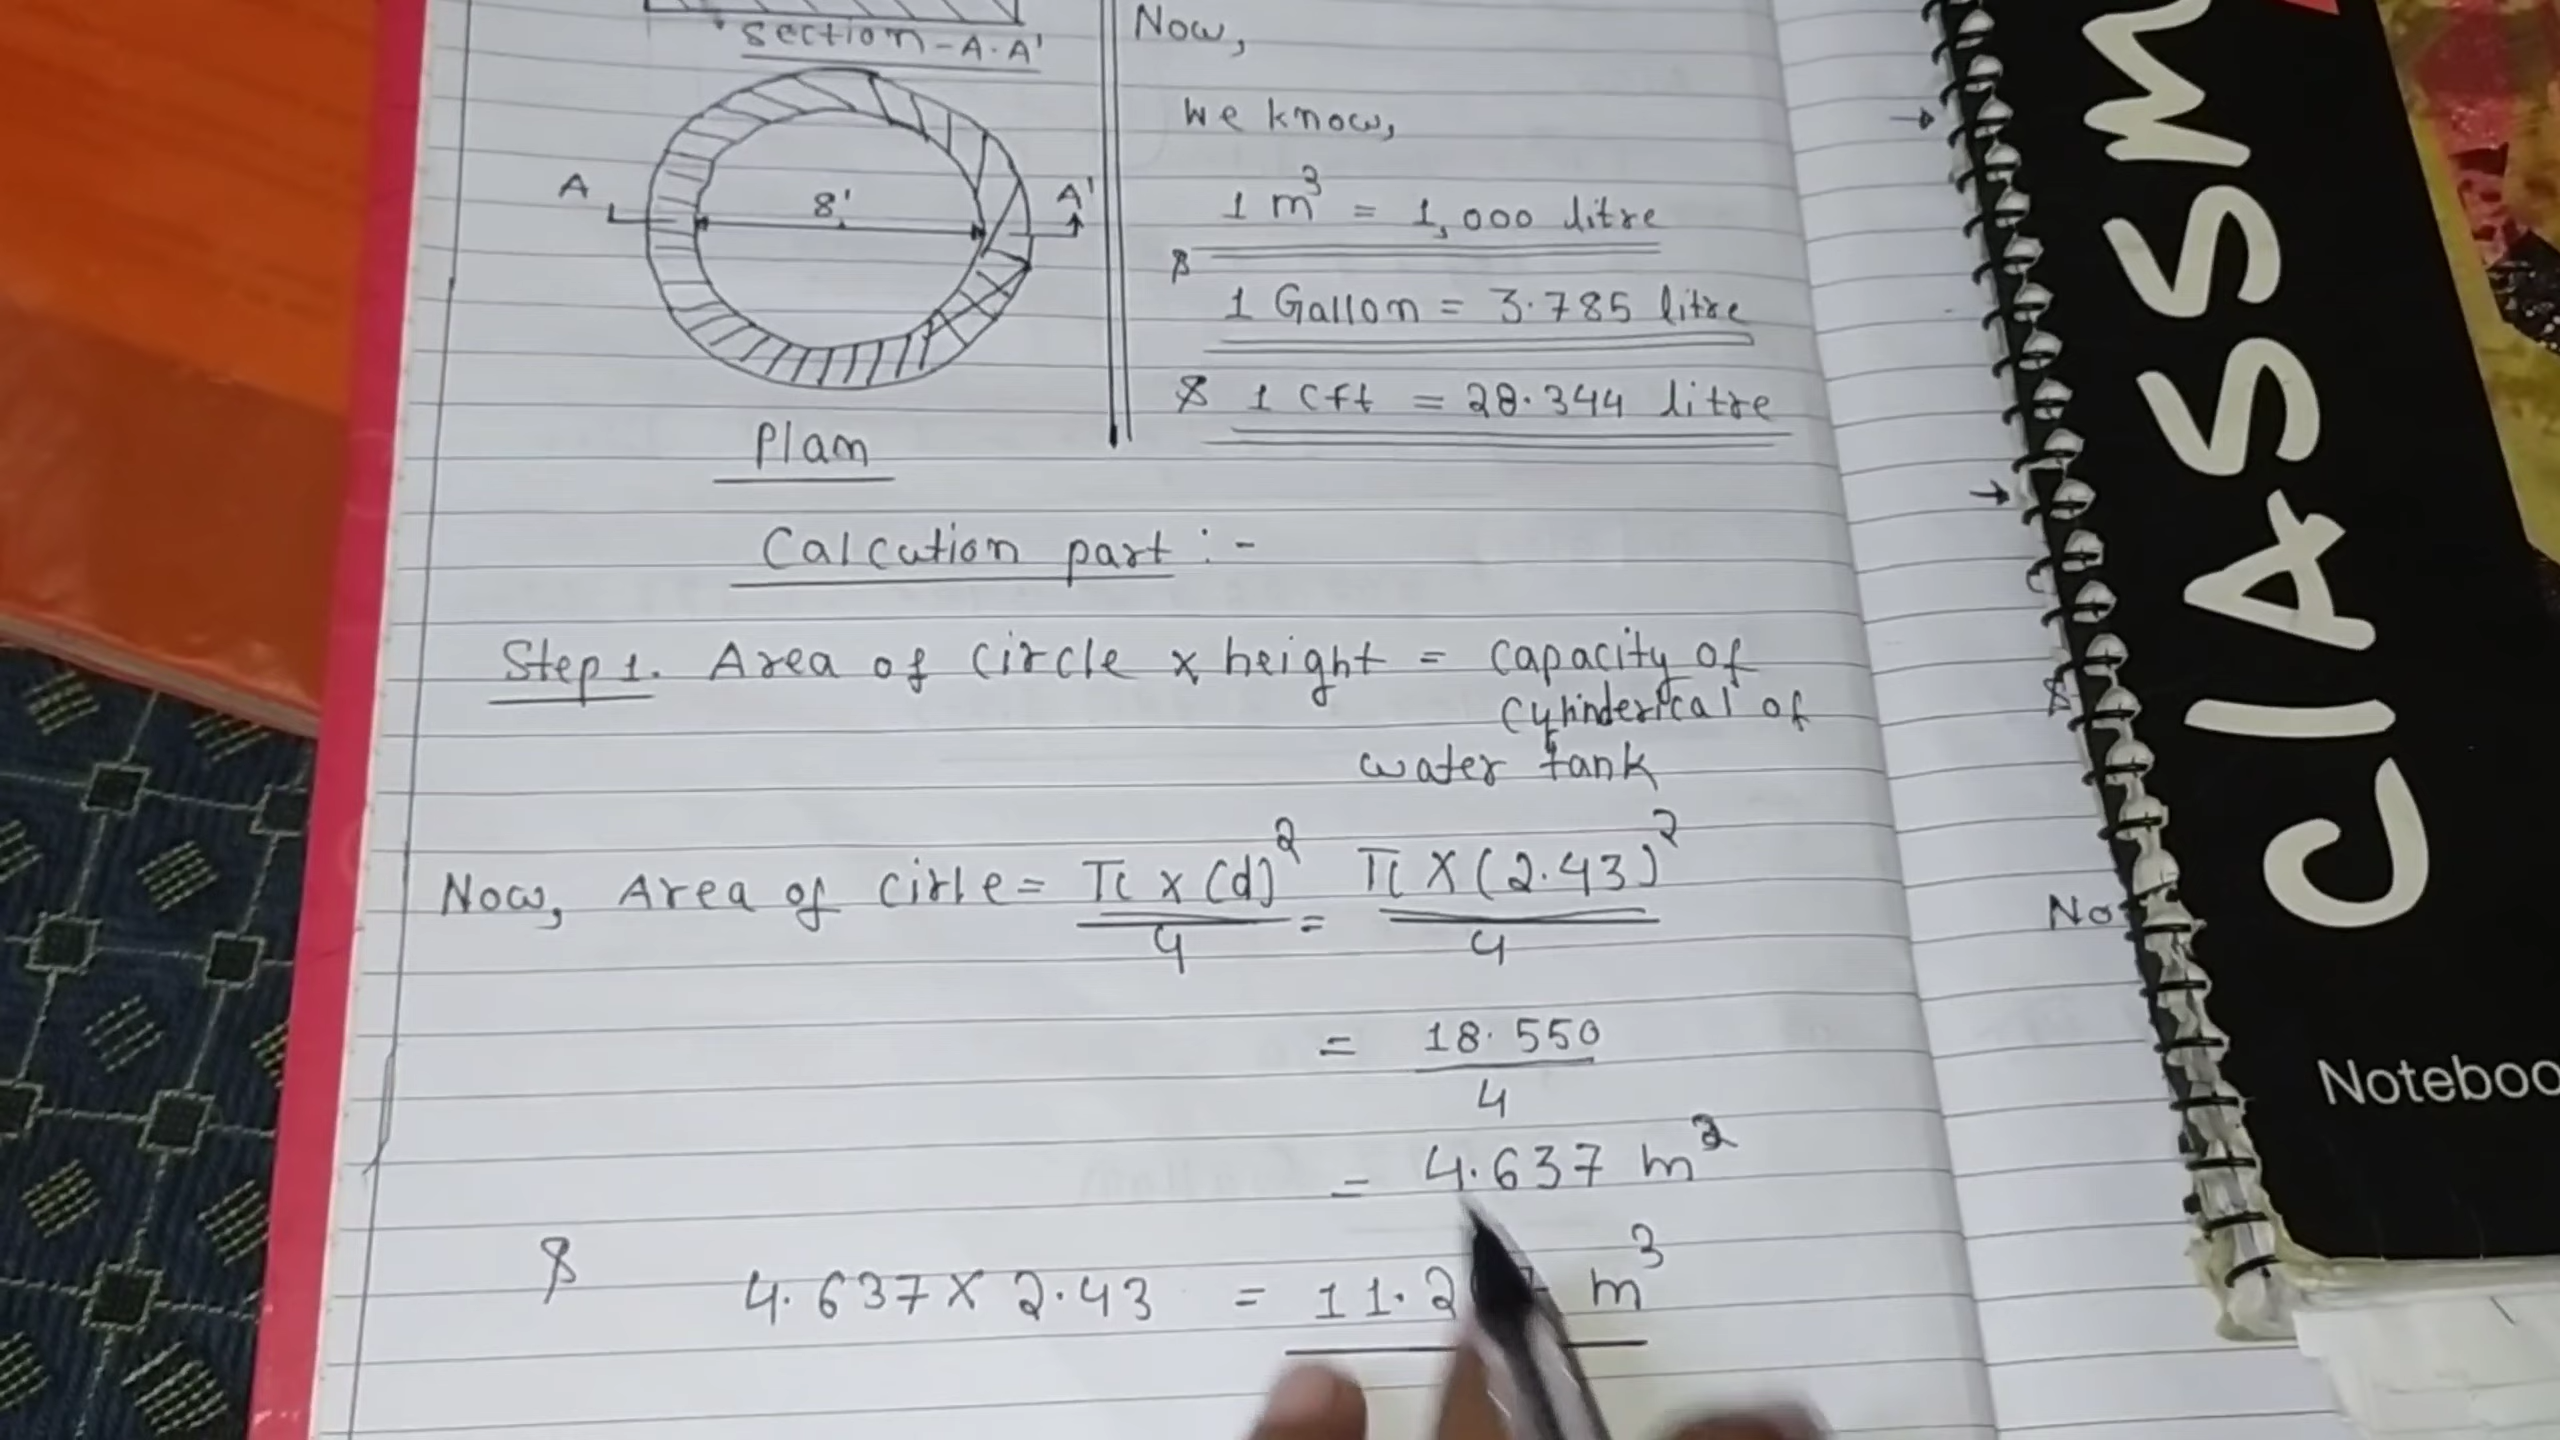 Section-A-A'
A 8' A'
Plan
Now,
We know,
1 m³ = 1,000 litre
& 1 Gallon = 3.785 litre
& 1 Cft = 28.344 litre
Calcution part :-
Step 1. Area of Circle x height = Capacity of
Cylinderical of
water tank
Now, Area of Cirle = π x (d)² / 4 = π X (2.43)² / 4
= 18.550 / 4
= 4.637 m²
& 4.637 X 2.43 = 11.2 m³
CLASSM
Noteboo
No